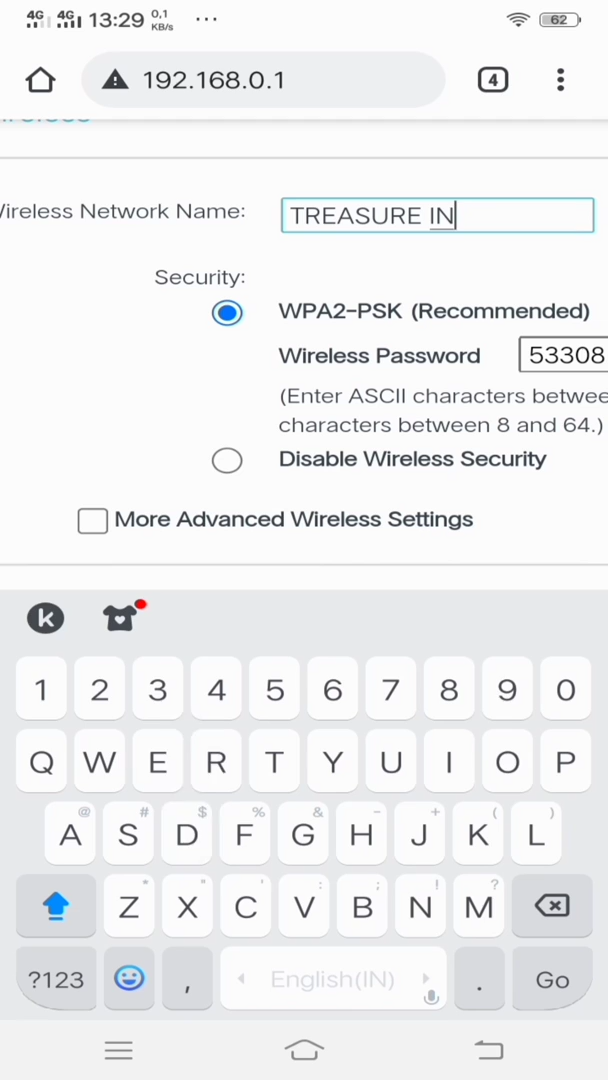 4G 4G 13:29 0,1 KB/s ... 62
192.168.0.1 4
Wireless Network Name: TREASURE IN
Security:
WPA2-PSK (Recommended)
Wireless Password 53308
(Enter ASCII characters betwee
characters between 8 and 64.)
Disable Wireless Security
More Advanced Wireless Settings
k
1 2 3 4 5 6 7 8 9 0
Q W E R T Y U I O P
@ # $ % & - + ( )
A S D F G H J K L
* " ' : ; ! ?
Z X C V B N M
?123 , English(IN) . Go